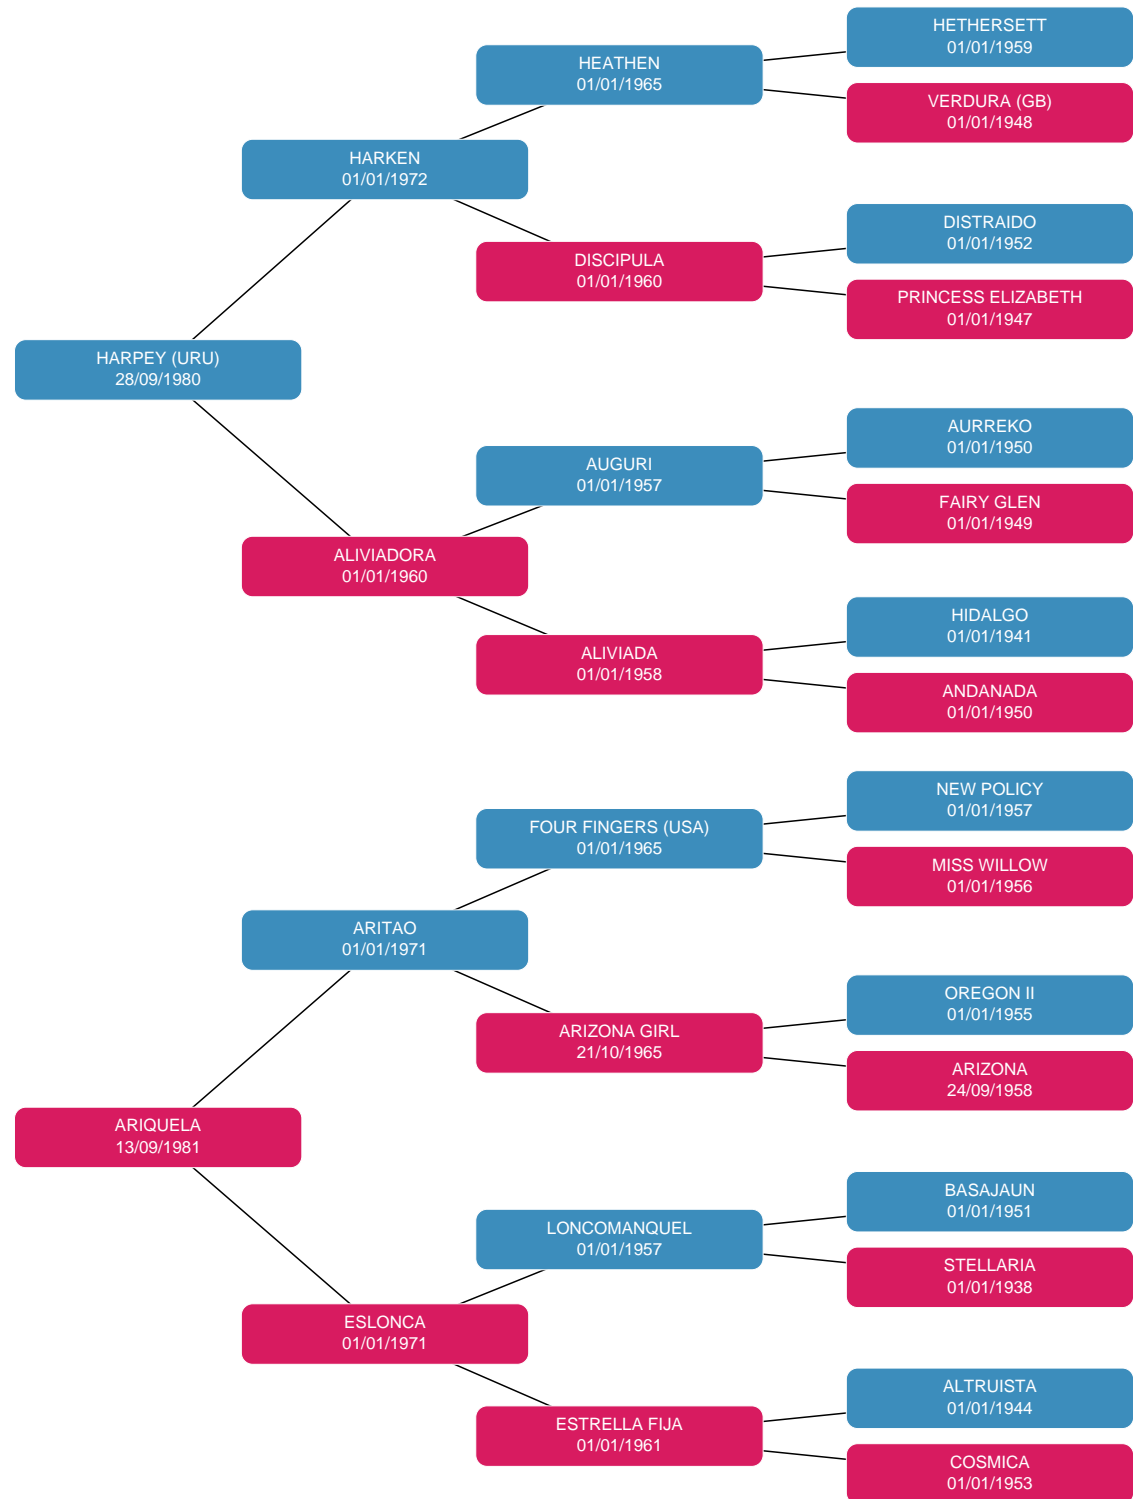 HETHERSETT
01/01/1959
HEATHEN
01/01/1965
VERDURA (GB)
01/01/1948
HARKEN
01/01/1972
DISTRAIDO
01/01/1952
DISCIPULA
01/01/1960
PRINCESS ELIZABETH
01/01/1947
HARPEY (URU)
28/09/1980
AURREKO
01/01/1950
AUGURI
01/01/1957
FAIRY GLEN
01/01/1949
ALIVIADORA
01/01/1960
HIDALGO
01/01/1941
ALIVIADA
01/01/1958
ANDANADA
01/01/1950
NEW POLICY
01/01/1957
FOUR FINGERS (USA)
01/01/1965
MISS WILLOW
01/01/1956
ARITAO
01/01/1971
OREGON II
01/01/1955
ARIZONA GIRL
21/10/1965
ARIZONA
24/09/1958
ARIQUELA
13/09/1981
BASAJAUN
01/01/1951
LONCOMANQUEL
01/01/1957
STELLARIA
01/01/1938
ESLONCA
01/01/1971
ALTRUISTA
01/01/1944
ESTRELLA FIJA
01/01/1961
COSMICA
01/01/1953